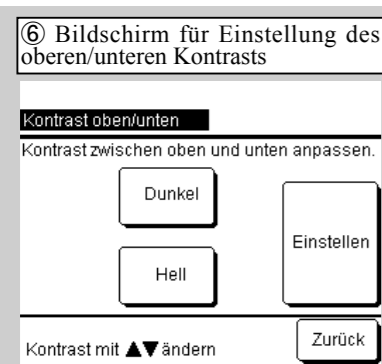 ⑥ Bildschirm für Einstellung des
oberen/unteren Kontrasts
Kontrast oben/unten
Kontrast zwischen oben und unten anpassen.
Dunkel
Einstellen
Hell
Kontrast mit ▲▼ ändern
Zurück